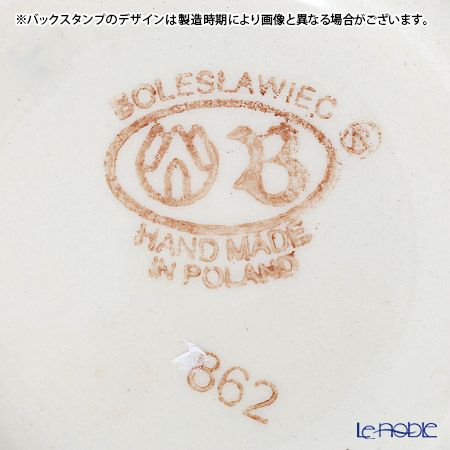 ※バックスタンプのデザインは製造時期により画像と異なる場合がございます。
BOLESŁAWIEC
B ®
HAND MADE
IN POLAND
862
Le-noble